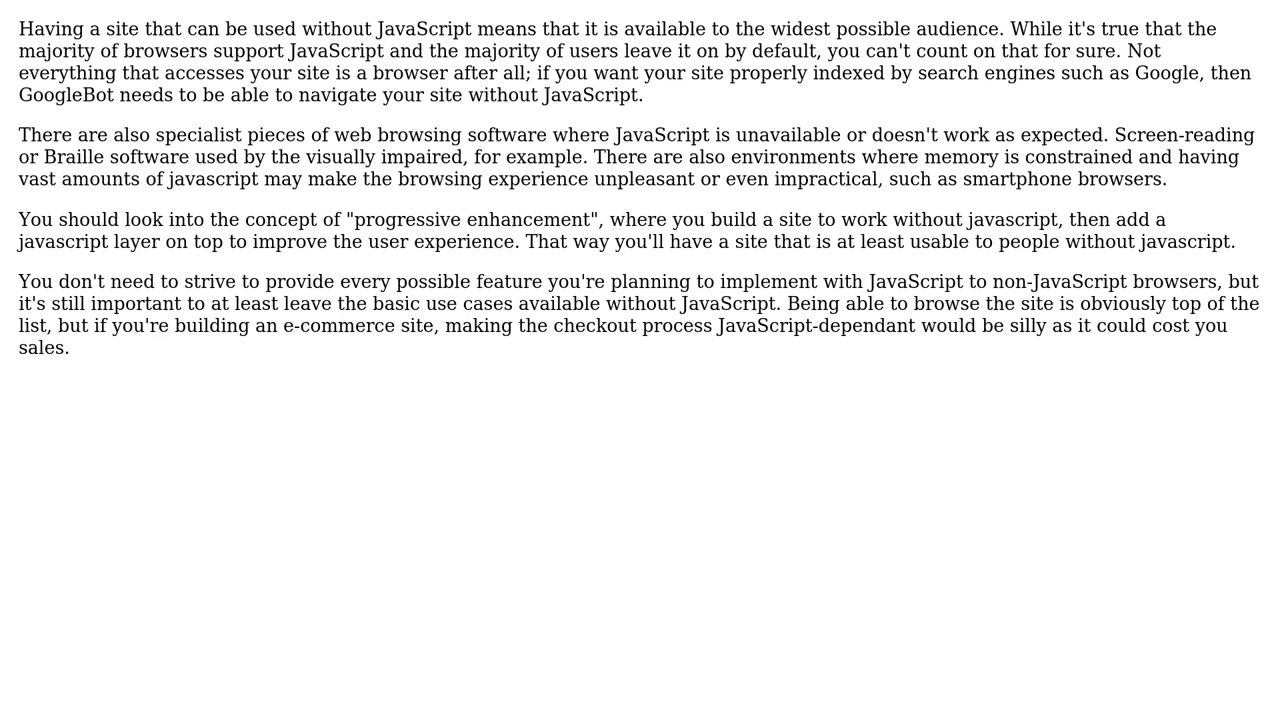 Having a site that can be used without JavaScript means that it is available to the widest possible audience. While it's true that the
majority of browsers support JavaScript and the majority of users leave it on by default, you can't count on that for sure. Not
everything that accesses your site is a browser after all; if you want your site properly indexed by search engines such as Google, then
GoogleBot needs to be able to navigate your site without JavaScript.
There are also specialist pieces of web browsing software where JavaScript is unavailable or doesn't work as expected. Screen-reading
or Braille software used by the visually impaired, for example. There are also environments where memory is constrained and having
vast amounts of javascript may make the browsing experience unpleasant or even impractical, such as smartphone browsers.
You should look into the concept of "progressive enhancement", where you build a site to work without javascript, then add a
javascript layer on top to improve the user experience. That way you'll have a site that is at least usable to people without javascript.
You don't need to strive to provide every possible feature you're planning to implement with JavaScript to non-JavaScript browsers, but
it's still important to at least leave the basic use cases available without JavaScript. Being able to browse the site is obviously top of the
list, but if you're building an e-commerce site, making the checkout process JavaScript-dependant would be silly as it could cost you
sales.